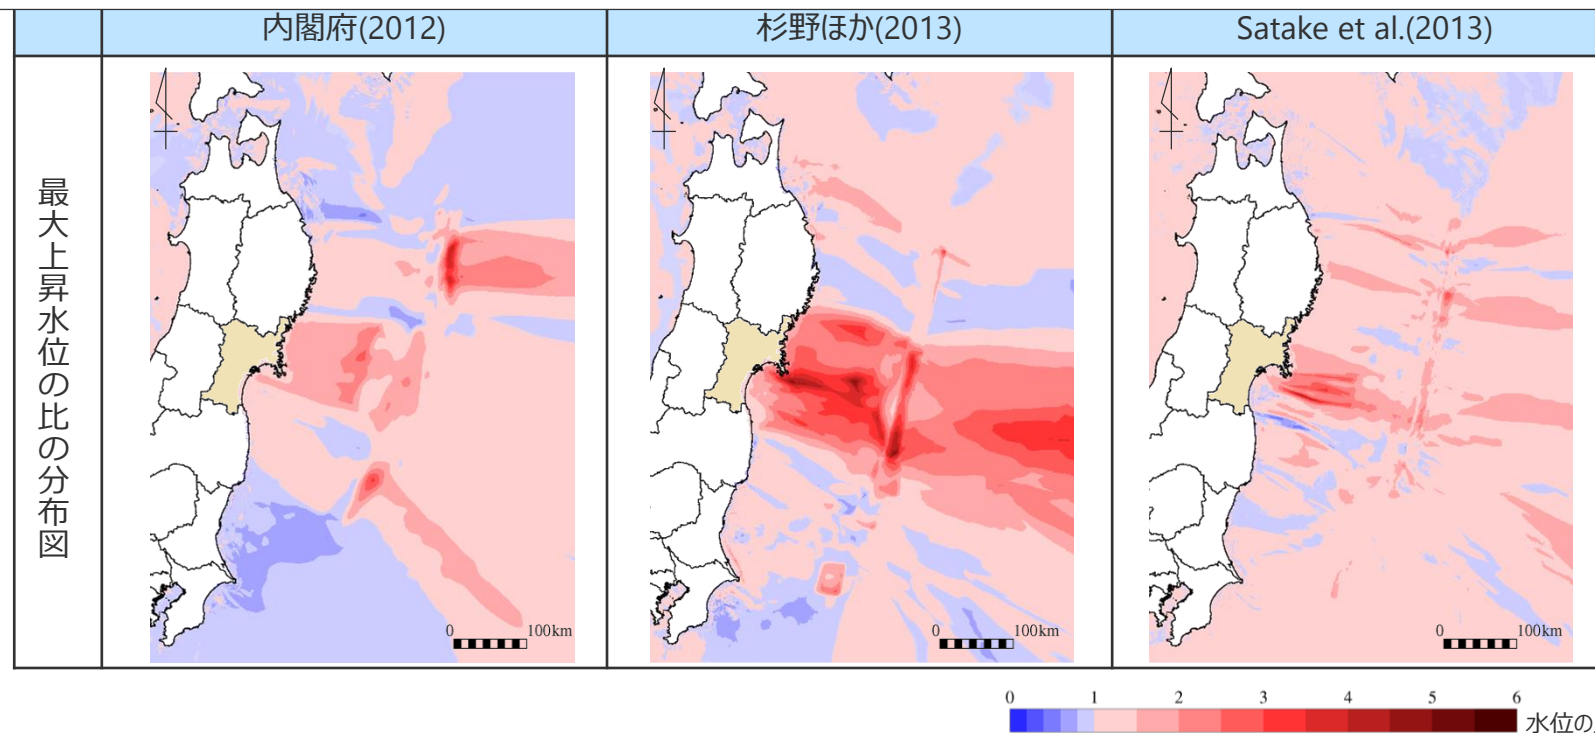 内閣府(2012)
杉野ほか(2013)
Satake et al.(2013)
最大上昇水位の比の分布図
0 100km
0 100km
0 100km
0 1 2 3 4 5 6
水位の